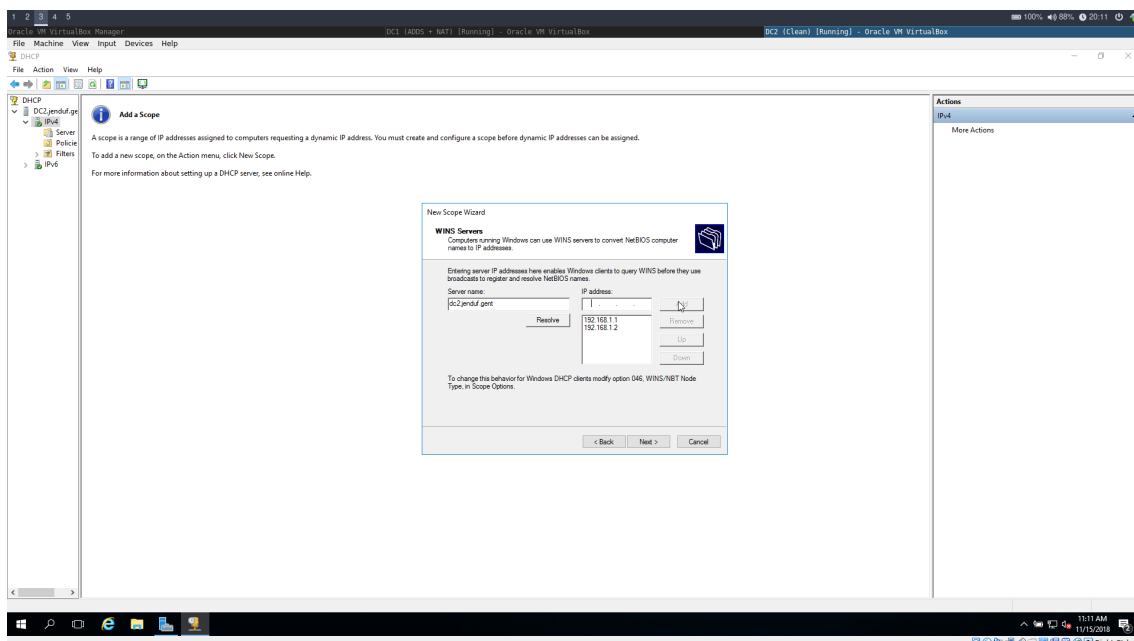 1 2 3 4 5
100% 88% 20:11
Oracle VM VirtualBox Manager
DC1 (ADDS + NAT) [Running] - Oracle VM VirtualBox
DC2 (Clean) [Running] - Oracle VM VirtualBox
File Machine View Input Devices Help
DHCP
File Action View Help
DHCP
DC2.jenduf.ge
IPv4
Server
Policie
Filters
IPv6
Add a Scope
A scope is a range of IP addresses assigned to computers requesting a dynamic IP address. You must create and configure a scope before dynamic IP addresses can be assigned.
To add a new scope, on the Action menu, click New Scope.
For more information about setting up a DHCP server, see online Help.
Actions
IPv4
More Actions
New Scope Wizard
WINS Servers
Computers running Windows can use WINS servers to convert NetBIOS computer
names to IP addresses.
Entering server IP addresses here enables Windows clients to query WINS before they use
broadcasts to register and resolve NetBIOS names.
Server name: IP address:
dc2.jenduf.gent . . . Add
Resolve 192.168.1.1 Remove
192.168.1.2
Up
Down
To change this behavior for Windows DHCP clients modify option 046, WINS/NBT Node
Type, in Scope Options.
< Back Next > Cancel
11:11 AM
11/15/2018